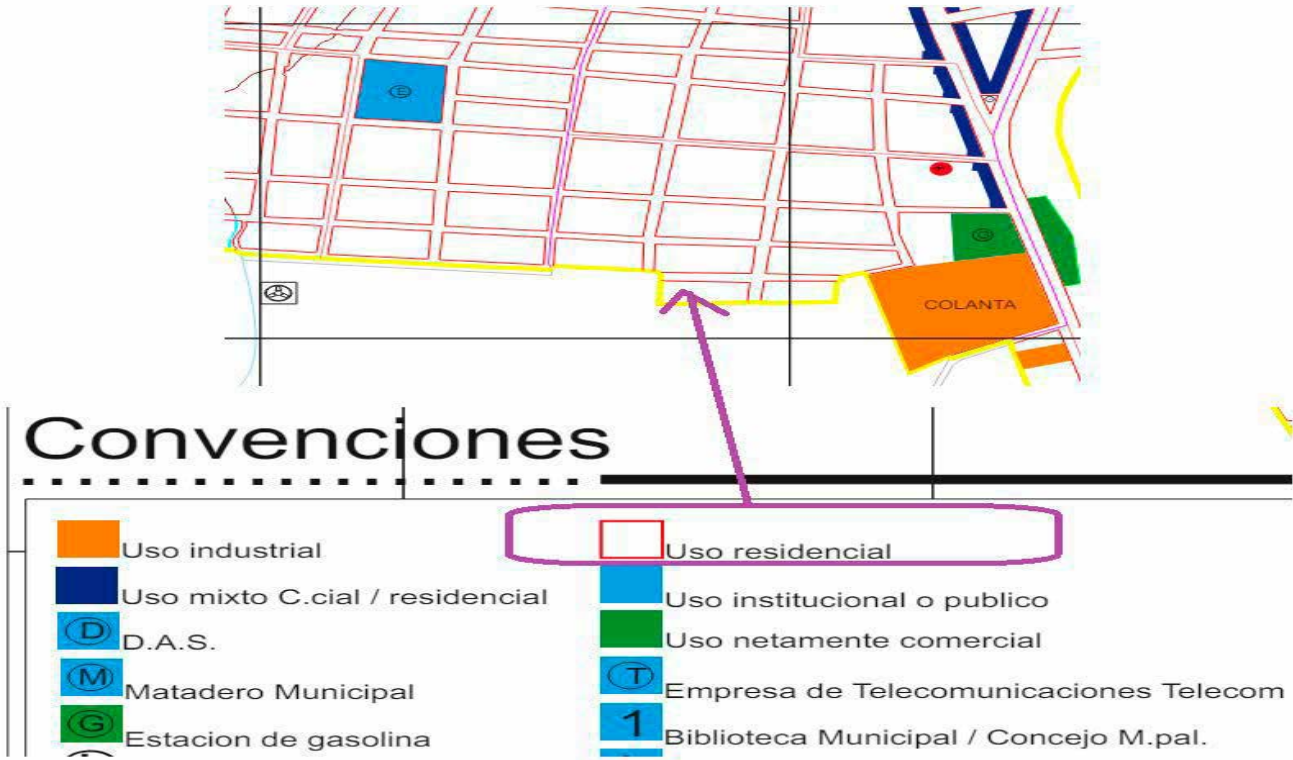 E
COLANTA
Convenciones
Uso industrial
Uso mixto C.cial / residencial
D D.A.S.
M Matadero Municipal
G Estacion de gasolina
Uso residencial
Uso institucional o publico
Uso netamente comercial
T Empresa de Telecomunicaciones Telecom
1 Biblioteca Municipal / Concejo M.pal.